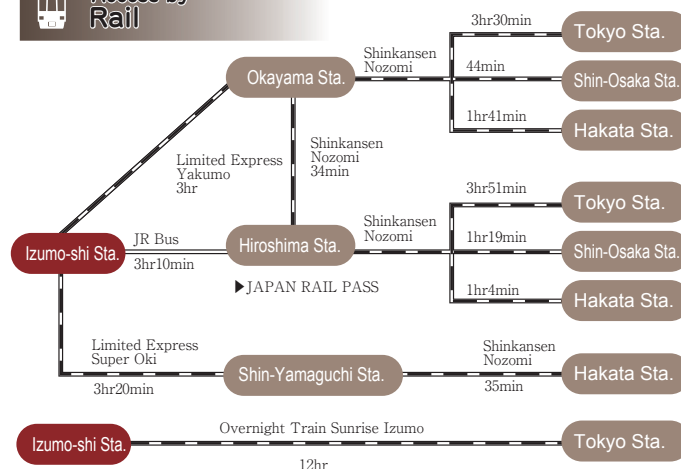 Access by
Rail
3hr30min
Tokyo Sta.
Shinkansen
Nozomi
Okayama Sta.
44min
Shin-Osaka Sta.
1hr41min
Hakata Sta.
Limited Express
Yakumo
3hr
Shinkansen
Nozomi
34min
3hr51min
Tokyo Sta.
Shinkansen
Nozomi
Izumo-shi Sta.
JR Bus
3hr10min
Hiroshima Sta.
1hr19min
Shin-Osaka Sta.
▶JAPAN RAIL PASS
1hr4min
Hakata Sta.
Limited Express
Super Oki
3hr20min
Shin-Yamaguchi Sta.
Shinkansen
Nozomi
35min
Hakata Sta.
Izumo-shi Sta.
Overnight Train Sunrise Izumo
12hr
Tokyo Sta.